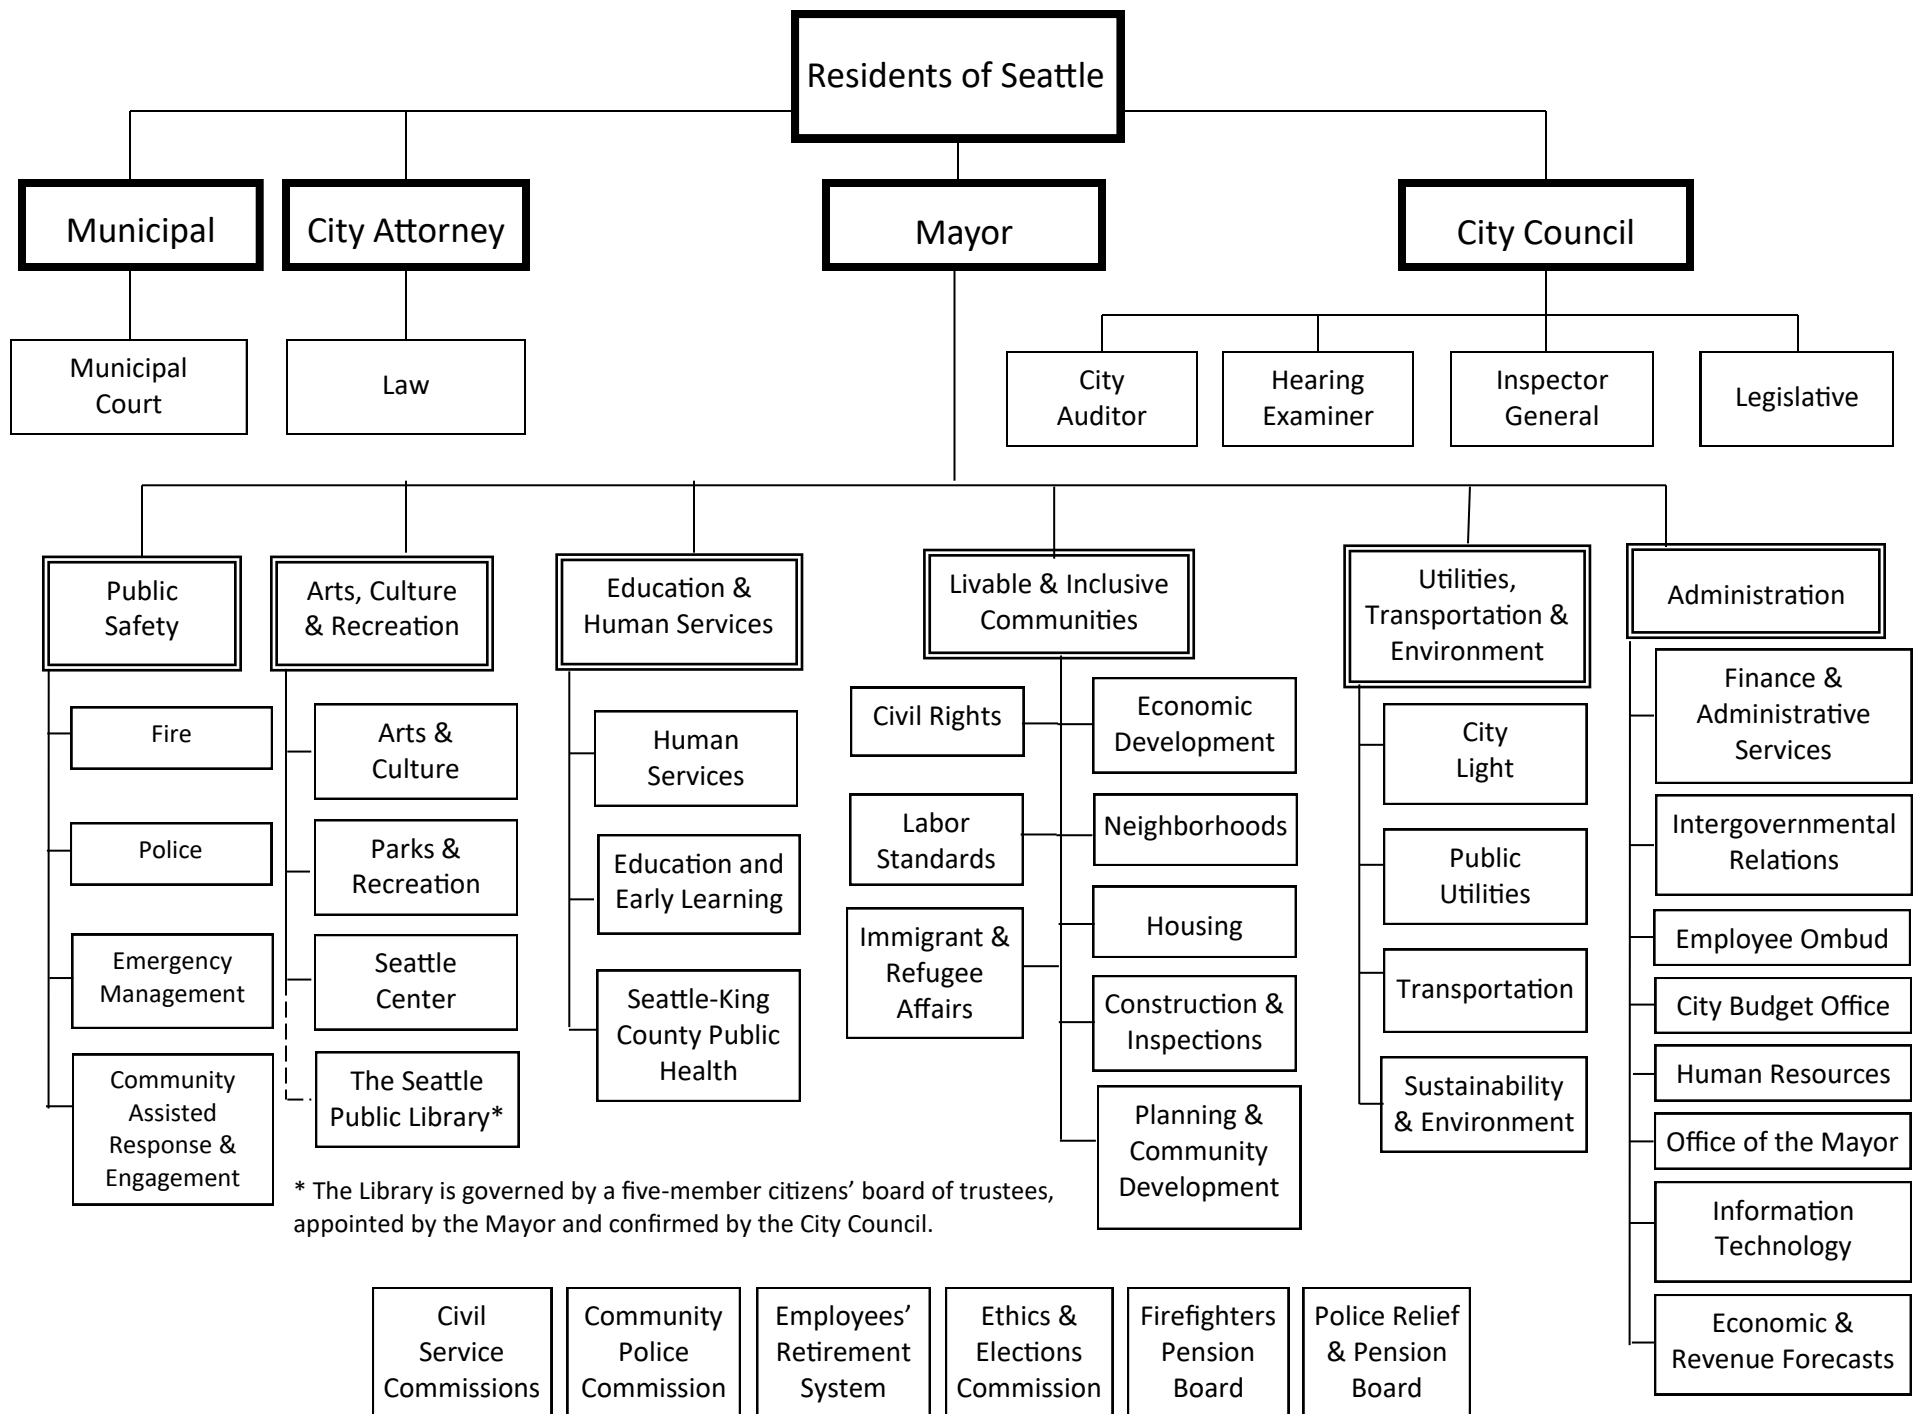 Residents of Seattle
Municipal
City Attorney
Mayor
City Council
Municipal
Court
Law
City
Auditor
Hearing
Examiner
Inspector
General
Legislative
Public
Safety
Fire
Police
Emergency
Management
Community
Assisted
Response &
Engagement
Arts, Culture
& Recreation
Arts &
Culture
Parks &
Recreation
Seattle
Center
The Seattle
Public Library*
Education &
Human Services
Human
Services
Education and
Early Learning
Seattle-King
County Public
Health
Livable & Inclusive
Communities
Civil Rights
Labor
Standards
Immigrant &
Refugee
Affairs
Economic
Development
Neighborhoods
Housing
Construction &
Inspections
Planning &
Community
Development
Utilities,
Transportation &
Environment
City
Light
Public
Utilities
Transportation
Sustainability
& Environment
Administration
Finance &
Administrative
Services
Intergovernmental
Relations
Employee Ombud
City Budget Office
Human Resources
Office of the Mayor
Information
Technology
Economic &
Revenue Forecasts
* The Library is governed by a five-member citizens’ board of trustees,
appointed by the Mayor and confirmed by the City Council.
Civil
Service
Commissions
Community
Police
Commission
Employees’
Retirement
System
Ethics &
Elections
Commission
Firefighters
Pension
Board
Police Relief
& Pension
Board